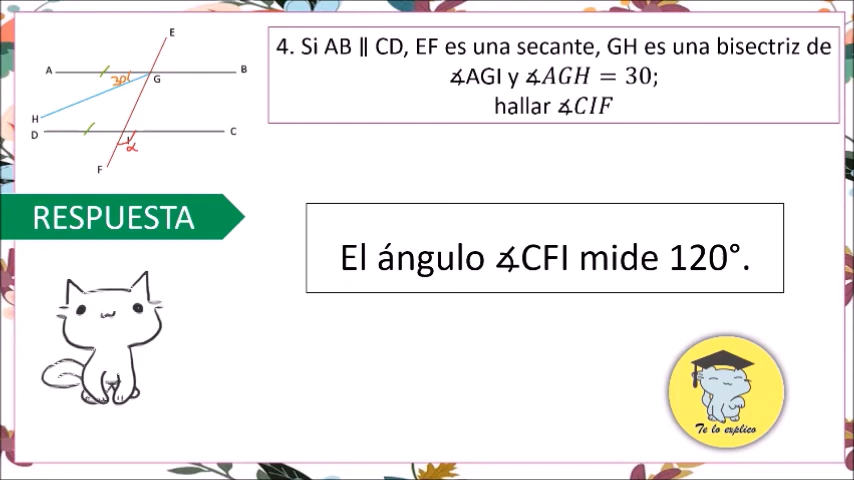 E
A
B
30
G
H
D
C
α
F
4. Si AB ∥ CD, EF es una secante, GH es una bisectriz de
∡AGI y ∡AGH = 30;
hallar ∡CIF
RESPUESTA
El ángulo ∡CFI mide 120°.
Te lo explico